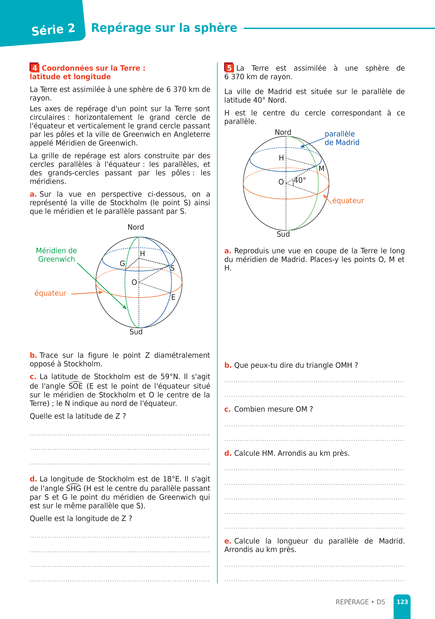 Série 2
Repérage sur la sphère
4 Coordonnées sur la Terre :
latitude et longitude
La Terre est assimilée à une sphère de 6 370 km de
rayon.
Les axes de repérage d'un point sur la Terre sont
circulaires : horizontalement le grand cercle de
l'équateur et verticalement le grand cercle passant
par les pôles et la ville de Greenwich en Angleterre
appelé Méridien de Greenwich.
La grille de repérage est alors construite par des
cercles parallèles à l'équateur : les parallèles, et
des grands-cercles passant par les pôles : les
méridiens.
a. Sur la vue en perspective ci-dessous, on a
représenté la ville de Stockholm (le point S) ainsi
que le méridien et le parallèle passant par S.
Nord
Méridien de
Greenwich
H
G
S
O
équateur
E
Sud
b. Trace sur la figure le point Z diamétralement
opposé à Stockholm.
c. La latitude de Stockholm est de 59°N. Il s'agit
de l'angle SOE (E est le point de l'équateur situé
sur le méridien de Stockholm et O le centre de la
Terre) ; le N indique au nord de l'équateur.
Quelle est la latitude de Z ?
d. La longitude de Stockholm est de 18°E. Il s'agit
de l'angle SHG (H est le centre du parallèle passant
par S et G le point du méridien de Greenwich qui
est sur le même parallèle que S).
Quelle est la longitude de Z ?
5 La Terre est assimilée à une sphère de
6 370 km de rayon.
La ville de Madrid est située sur le parallèle de
latitude 40° Nord.
H est le centre du cercle correspondant à ce
parallèle.
Nord
parallèle
de Madrid
H
M
O
40°
équateur
Sud
a. Reproduis une vue en coupe de la Terre le long
du méridien de Madrid. Places-y les points O, M et
H.
b. Que peux-tu dire du triangle OMH ?
c. Combien mesure OM ?
d. Calcule HM. Arrondis au km près.
e. Calcule la longueur du parallèle de Madrid.
Arrondis au km près.
REPÉRAGE • D5
123